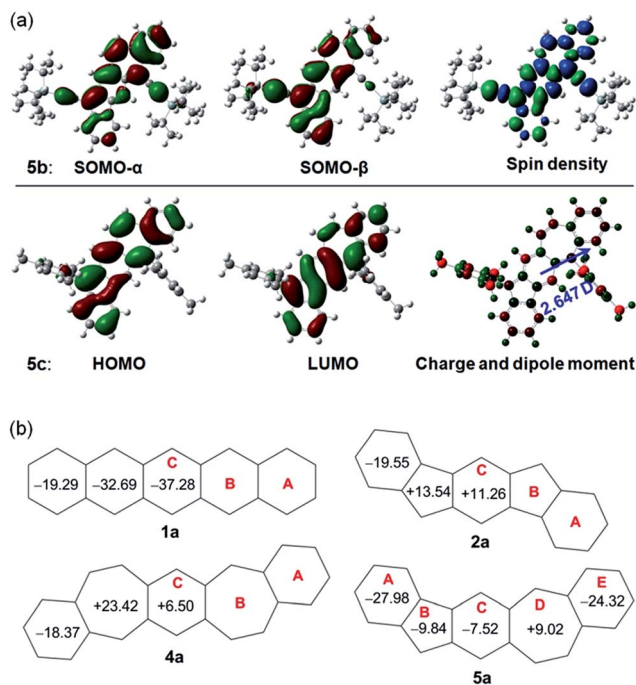 (a)
5b: SOMO-α SOMO-β Spin density
2.647 D
5c: HOMO LUMO Charge and dipole moment
(b)
C
−19.29 −32.69 −37.28 B A
1a
−19.55 C
+13.54 +11.26 B
A
2a
A
C
+23.42 +6.50 B
−18.37
4a
A E
−27.98 B C D −24.32
−9.84 −7.52 +9.02
5a